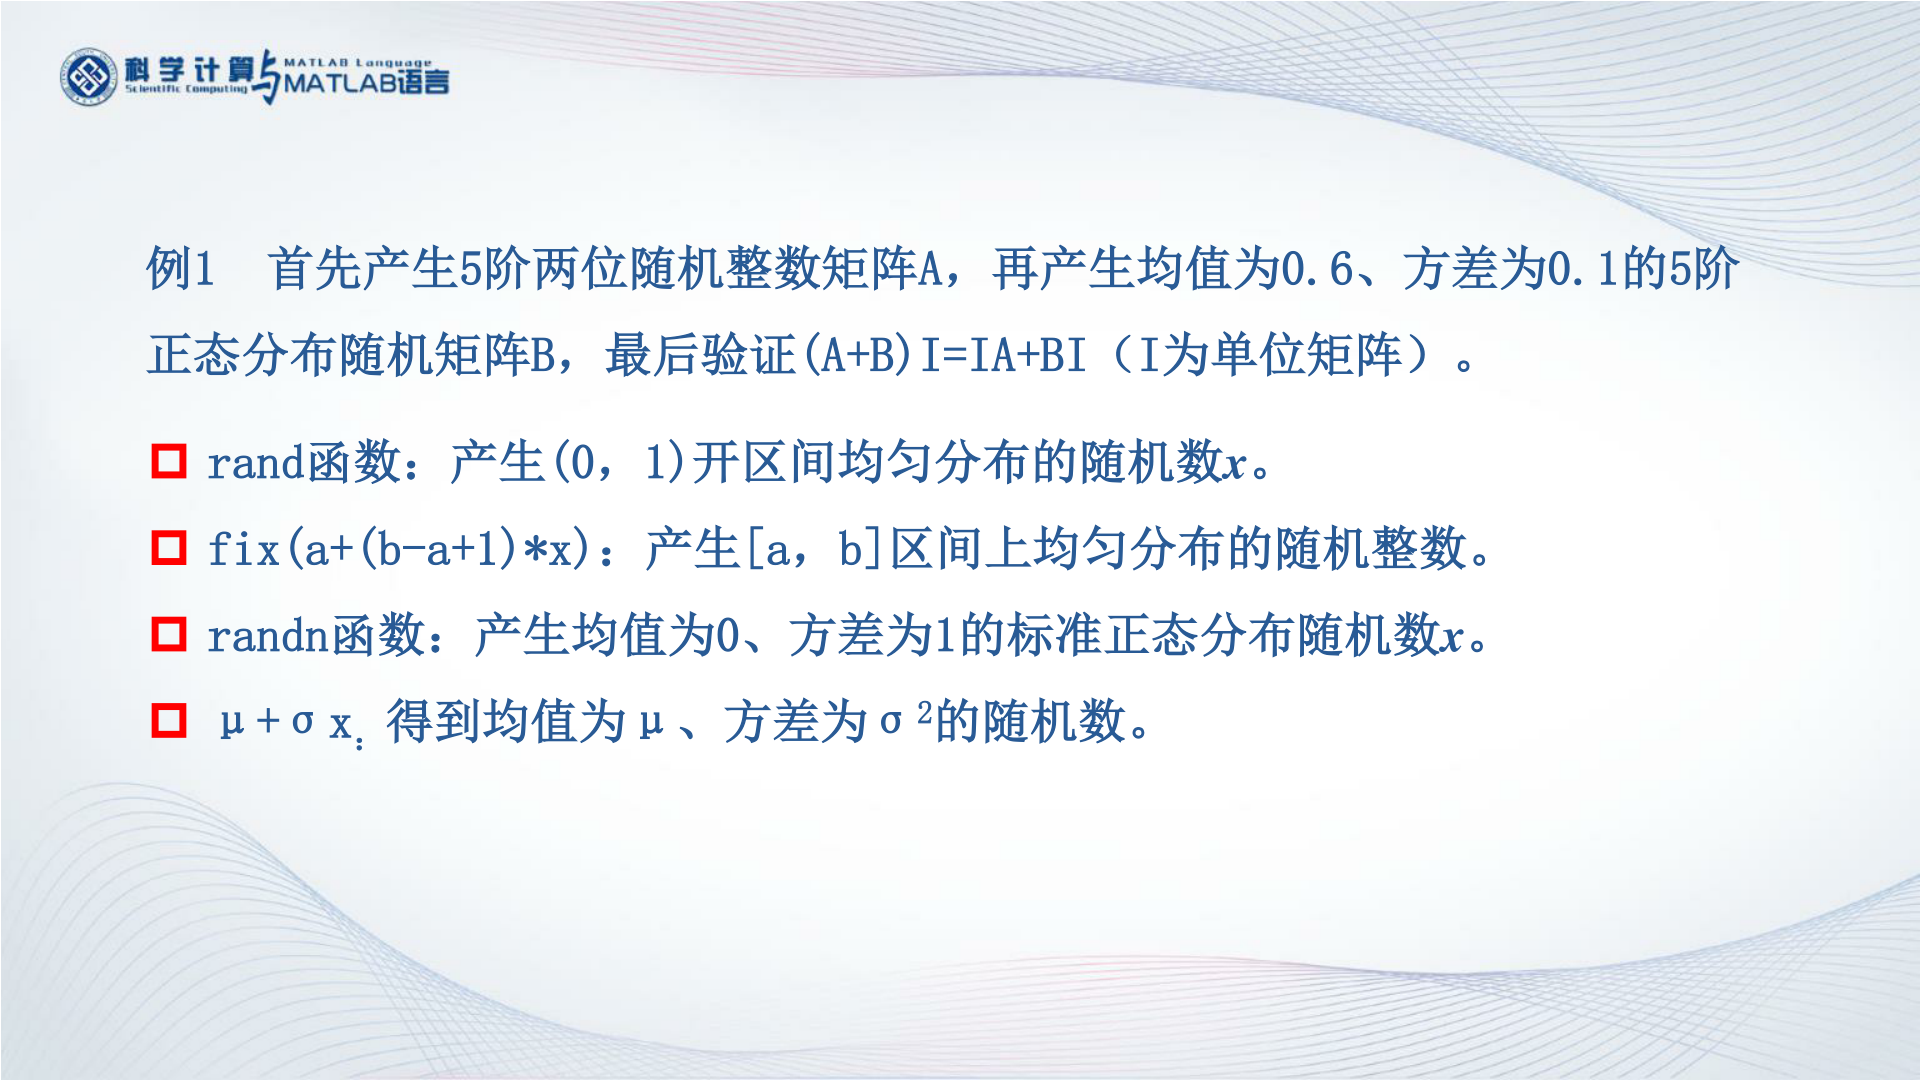 科学计算与MATLAB语言
Scientific Computing MATLAB Language
例1 首先产生5阶两位随机整数矩阵A，再产生均值为0.6、方差为0.1的5阶
正态分布随机矩阵B，最后验证(A+B)I=IA+BI（I为单位矩阵）。
rand函数：产生(0，1)开区间均匀分布的随机数x。
fix(a+(b-a+1)*x)：产生[a，b]区间上均匀分布的随机整数。
randn函数：产生均值为0、方差为1的标准正态分布随机数x。
μ+σx：得到均值为μ、方差为σ²的随机数。